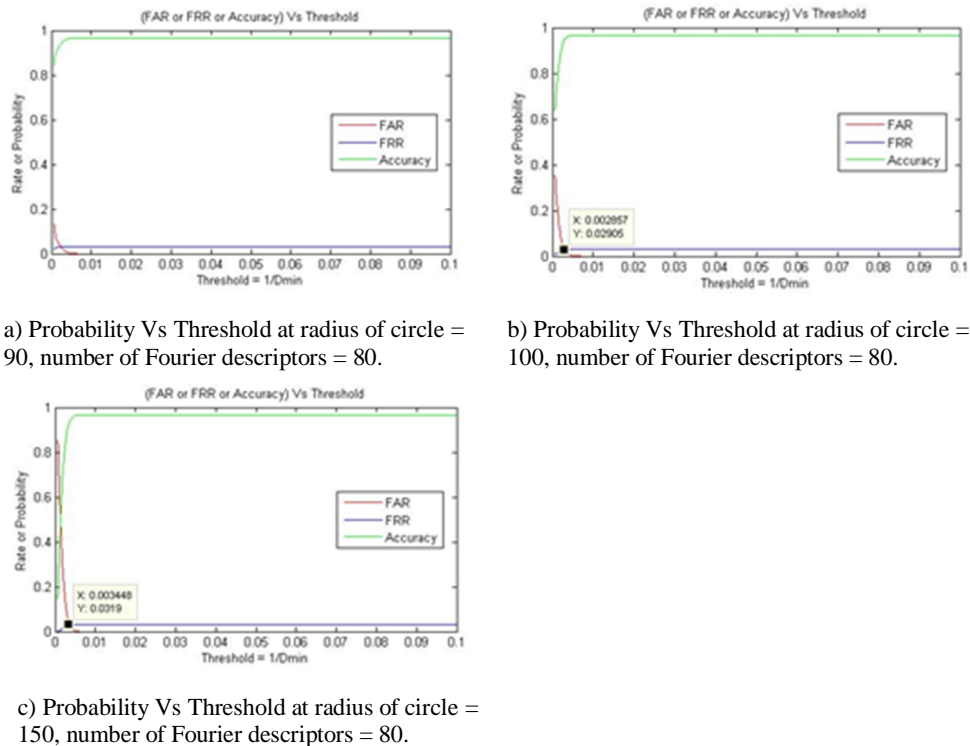 (FAR or FRR or Accuracy) Vs Threshold
Rate or Probability
1
0.8
0.6
0.4
0.2
0
FAR
FRR
Accuracy
0 0.01 0.02 0.03 0.04 0.05 0.06 0.07 0.08 0.09 0.1
Threshold = 1/Dmin
a) Probability Vs Threshold at radius of circle =
90, number of Fourier descriptors = 80.
(FAR or FRR or Accuracy) Vs Threshold
Rate or Probability
1
0.8
0.6
0.4
0.2
0
FAR
FRR
Accuracy
X: 0.002857
Y: 0.02905
0 0.01 0.02 0.03 0.04 0.05 0.06 0.07 0.08 0.09 0.1
Threshold = 1/Dmin
b) Probability Vs Threshold at radius of circle =
100, number of Fourier descriptors = 80.
(FAR or FRR or Accuracy) Vs Threshold
Rate or Probability
1
0.8
0.6
0.4
0.2
0
FAR
FRR
Accuracy
X: 0.003448
Y: 0.0319
0 0.01 0.02 0.03 0.04 0.05 0.06 0.07 0.08 0.09 0.1
Threshold = 1/Dmin
c) Probability Vs Threshold at radius of circle =
150, number of Fourier descriptors = 80.